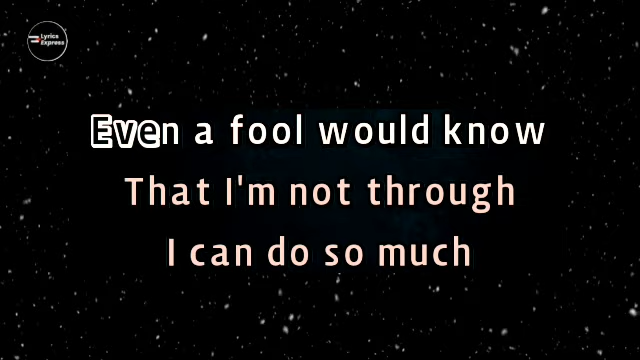 Lyrics
Express
Even a fool would know
That I'm not through
I can do so much